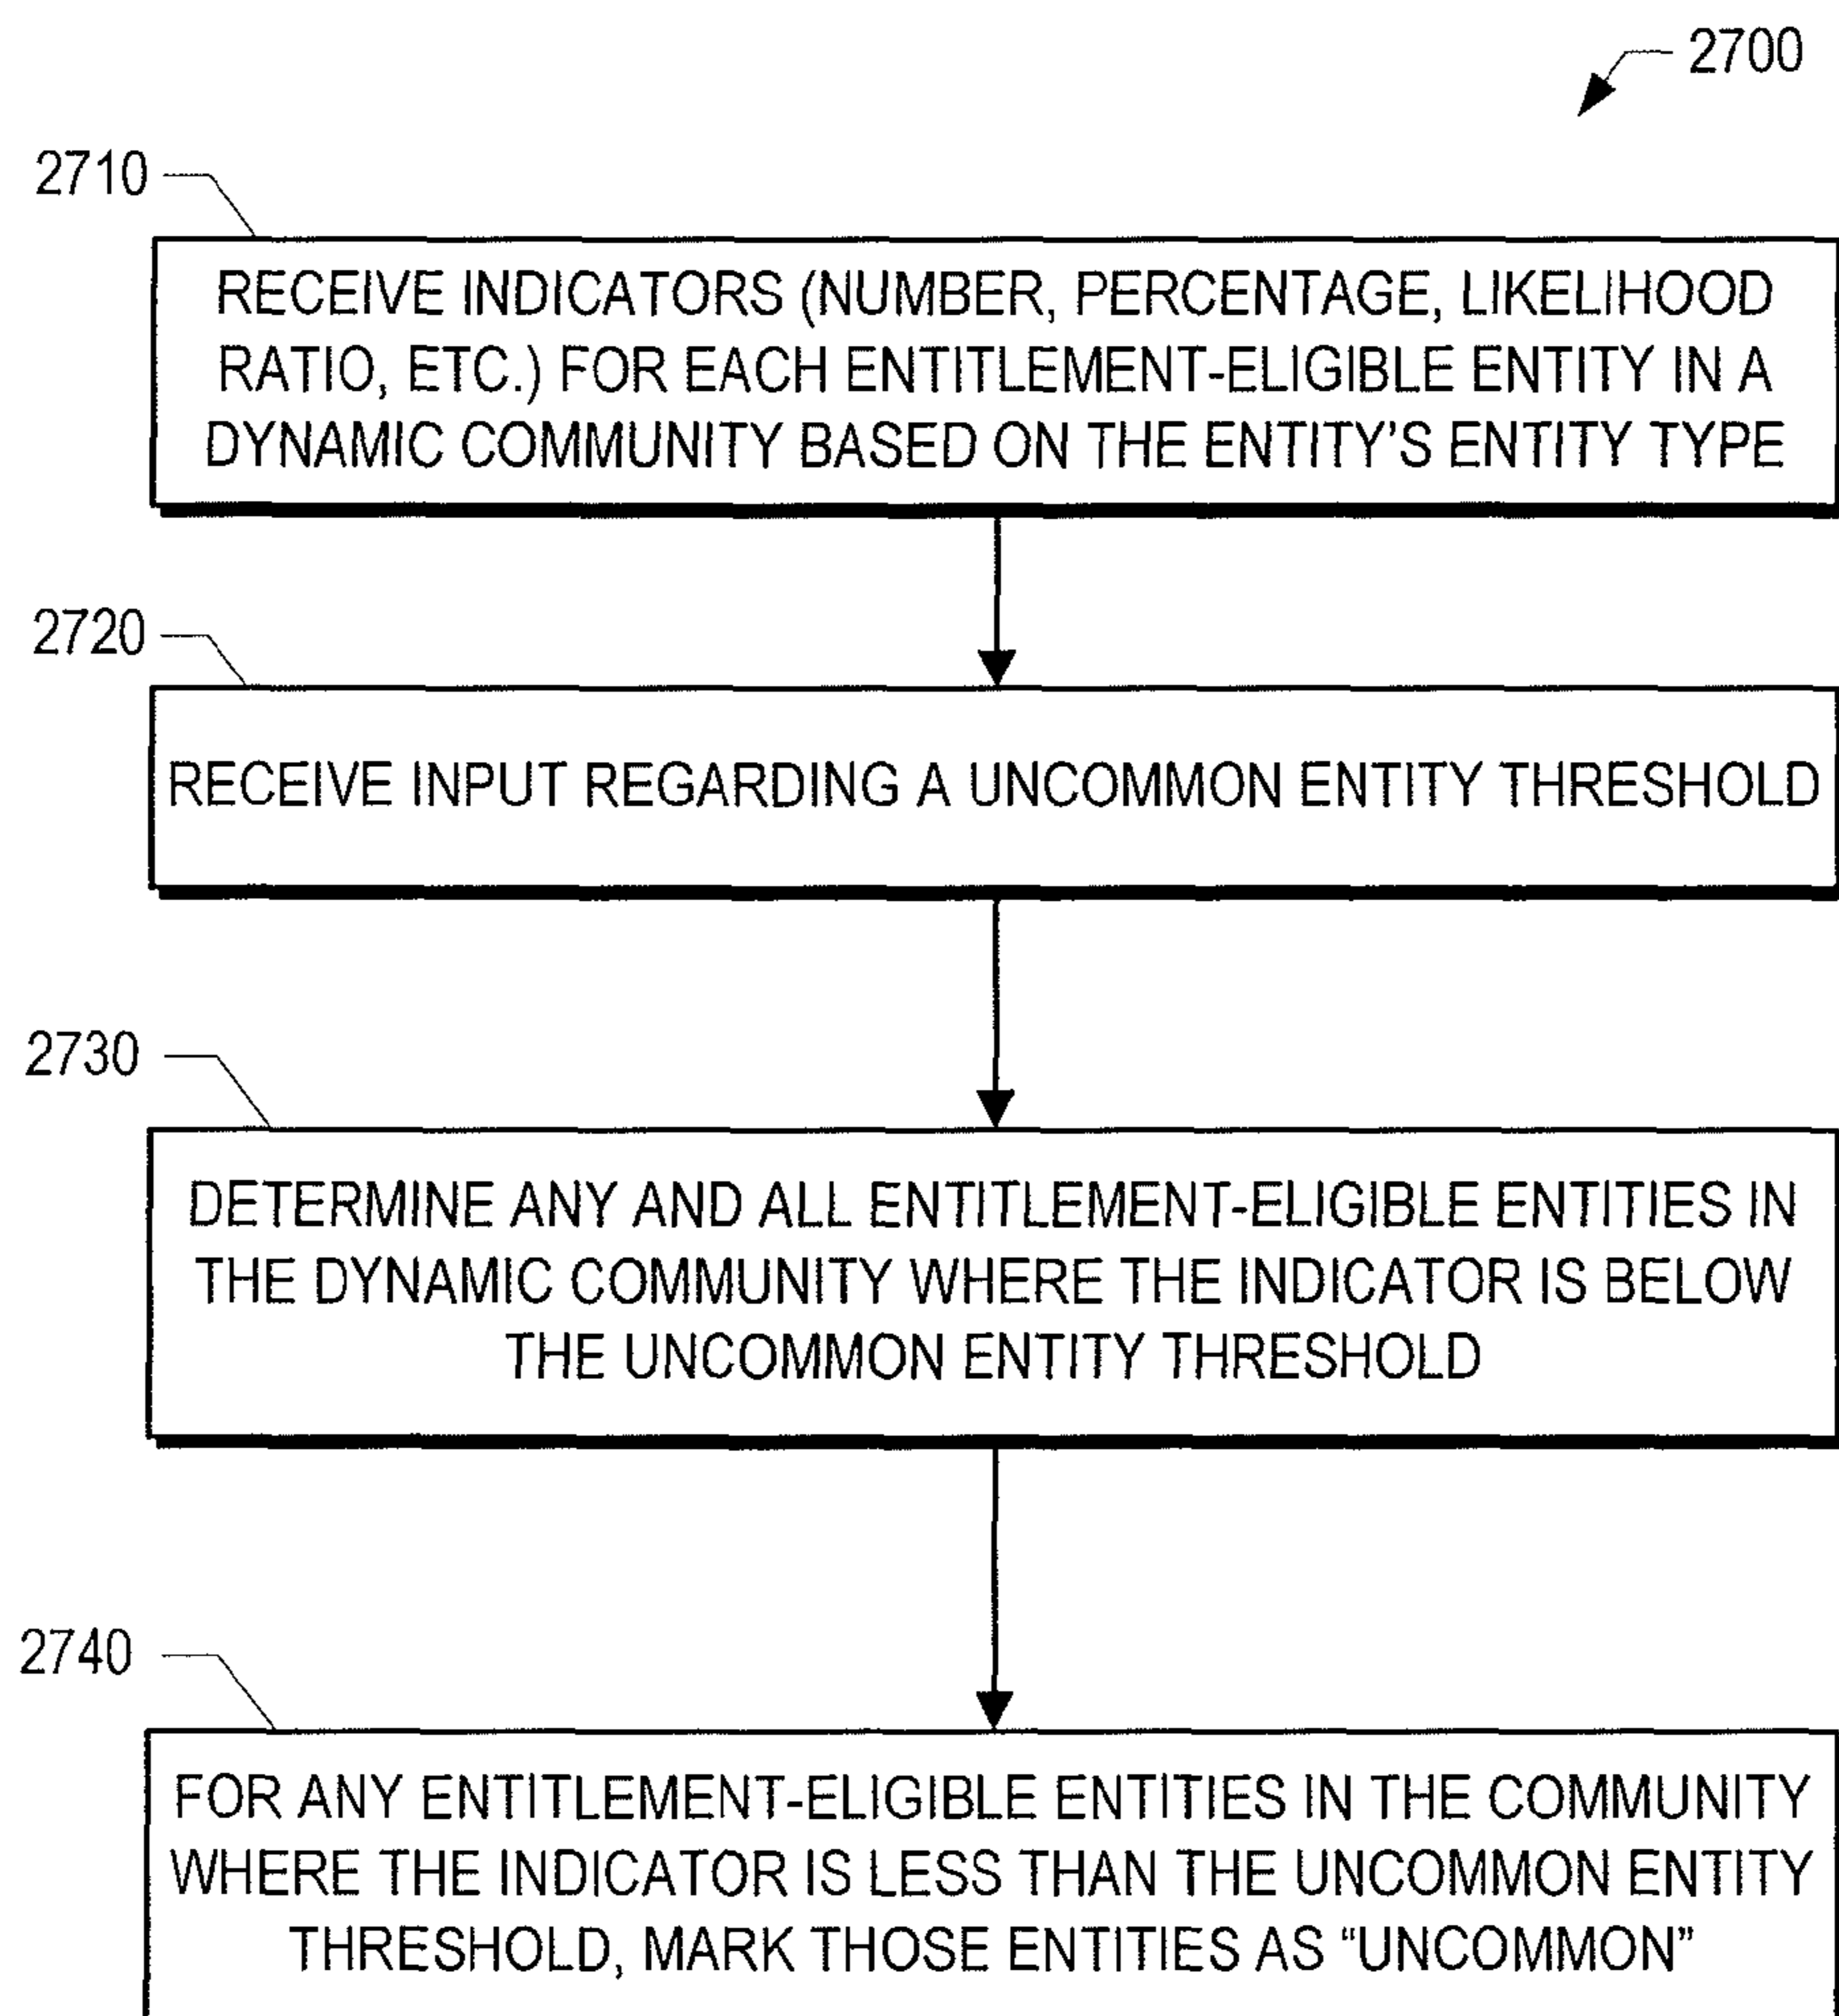 2700
2710
RECEIVE INDICATORS (NUMBER, PERCENTAGE, LIKELIHOOD
RATIO, ETC.) FOR EACH ENTITLEMENT-ELIGIBLE ENTITY IN A
DYNAMIC COMMUNITY BASED ON THE ENTITY'S ENTITY TYPE
2720
RECEIVE INPUT REGARDING A UNCOMMON ENTITY THRESHOLD
2730
DETERMINE ANY AND ALL ENTITLEMENT-ELIGIBLE ENTITIES IN
THE DYNAMIC COMMUNITY WHERE THE INDICATOR IS BELOW
THE UNCOMMON ENTITY THRESHOLD
2740
FOR ANY ENTITLEMENT-ELIGIBLE ENTITIES IN THE COMMUNITY
WHERE THE INDICATOR IS LESS THAN THE UNCOMMON ENTITY
THRESHOLD, MARK THOSE ENTITIES AS “UNCOMMON”